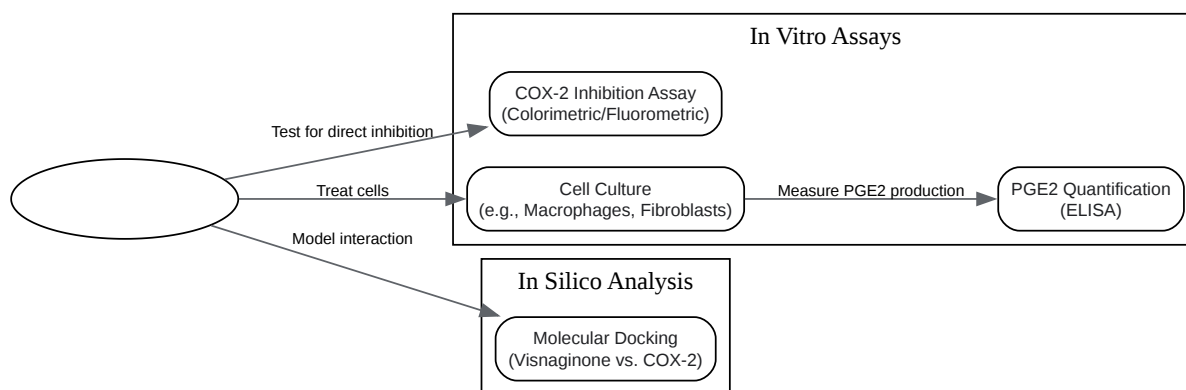 In Vitro Assays
COX-2 Inhibition Assay
(Colorimetric/Fluorometric)
Test for direct inhibition
Treat cells
Cell Culture
(e.g., Macrophages, Fibroblasts)
Measure PGE2 production
PGE2 Quantification
(ELISA)
Model interaction
In Silico Analysis
Molecular Docking
(Visnaginone vs. COX-2)